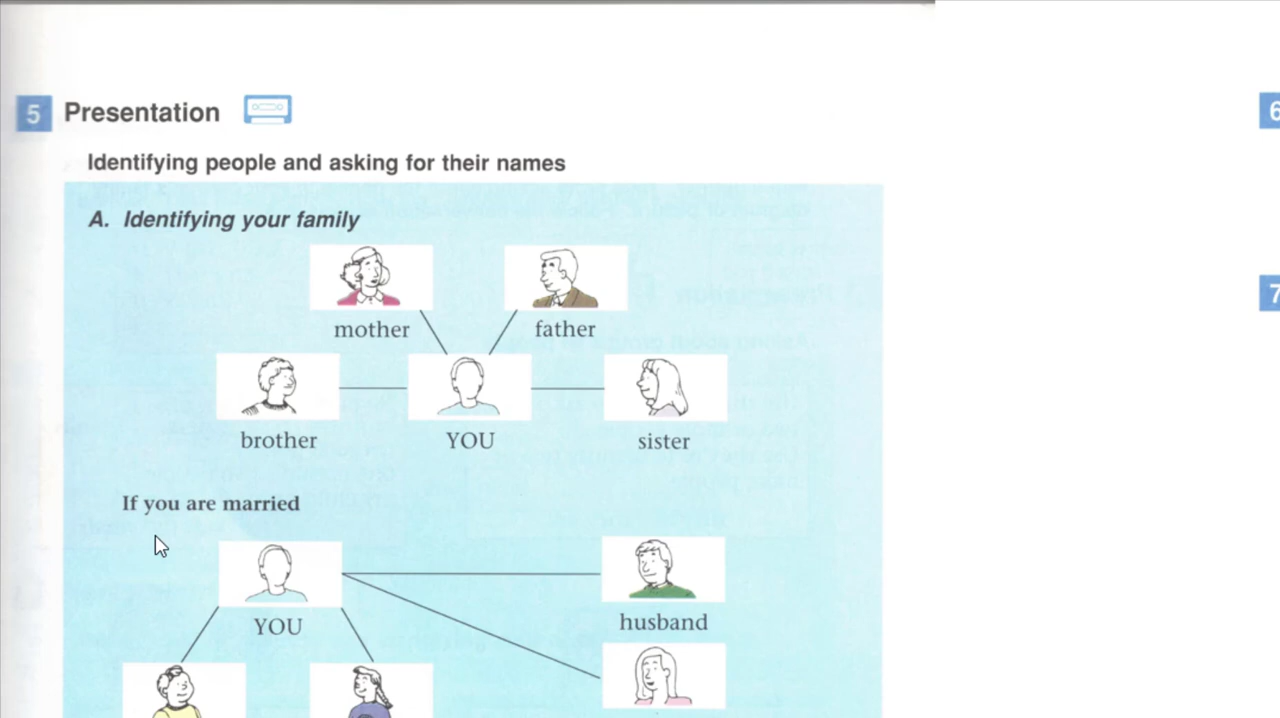 5 Presentation
Identifying people and asking for their names
A. Identifying your family
mother father
brother YOU sister
If you are married
YOU
husband
6
7